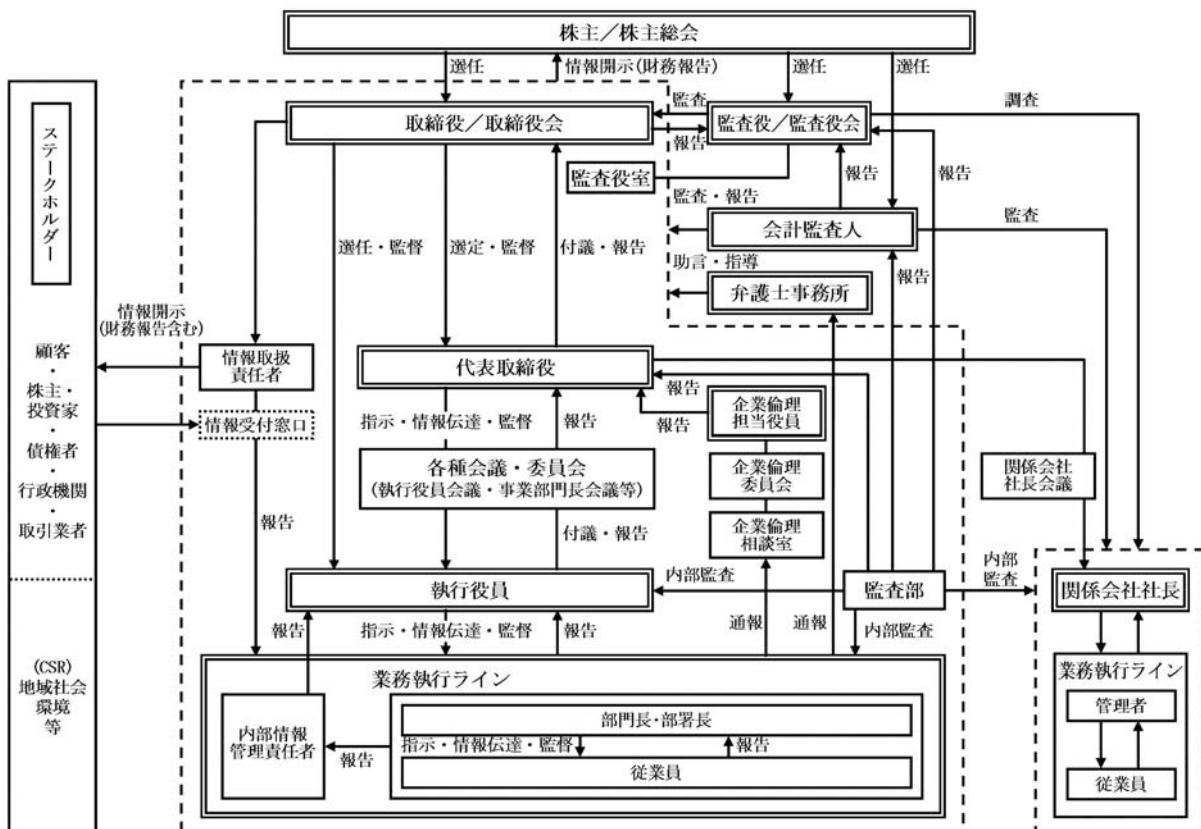 株主／株主総会
選任
情報開示(財務報告)
選任
選任
ステークホルダー
取締役／取締役会
監査
報告
監査役／監査役会
調査
監査役室
報告
報告
監査・報告
会計監査人
監査
選任・監督
選定・監督
付議・報告
助言・指導
弁護士事務所
報告
情報開示
(財務報告含む)
顧客
・
株主・
投資家
・
債権者
・
行政機関
・
取引業者
情報取扱
責任者
情報受付窓口
代表取締役
報告
報告
企業倫理
担当役員
指示・情報伝達・監督
報告
各種会議・委員会
(執行役員会議・事業部門長会議等)
企業倫理
委員会
関係会社
社長会議
報告
付議・報告
企業倫理
相談室
執行役員
内部監査
監査部
内部
監査
関係会社社長
報告
指示・情報伝達・監督
報告
通報
通報
内部監査
(CSR)
地域社会
環境
等
業務執行ライン
内部情報
管理責任者
報告
部門長・部署長
指示・情報伝達・監督
報告
従業員
業務執行ライン
管理者
従業員